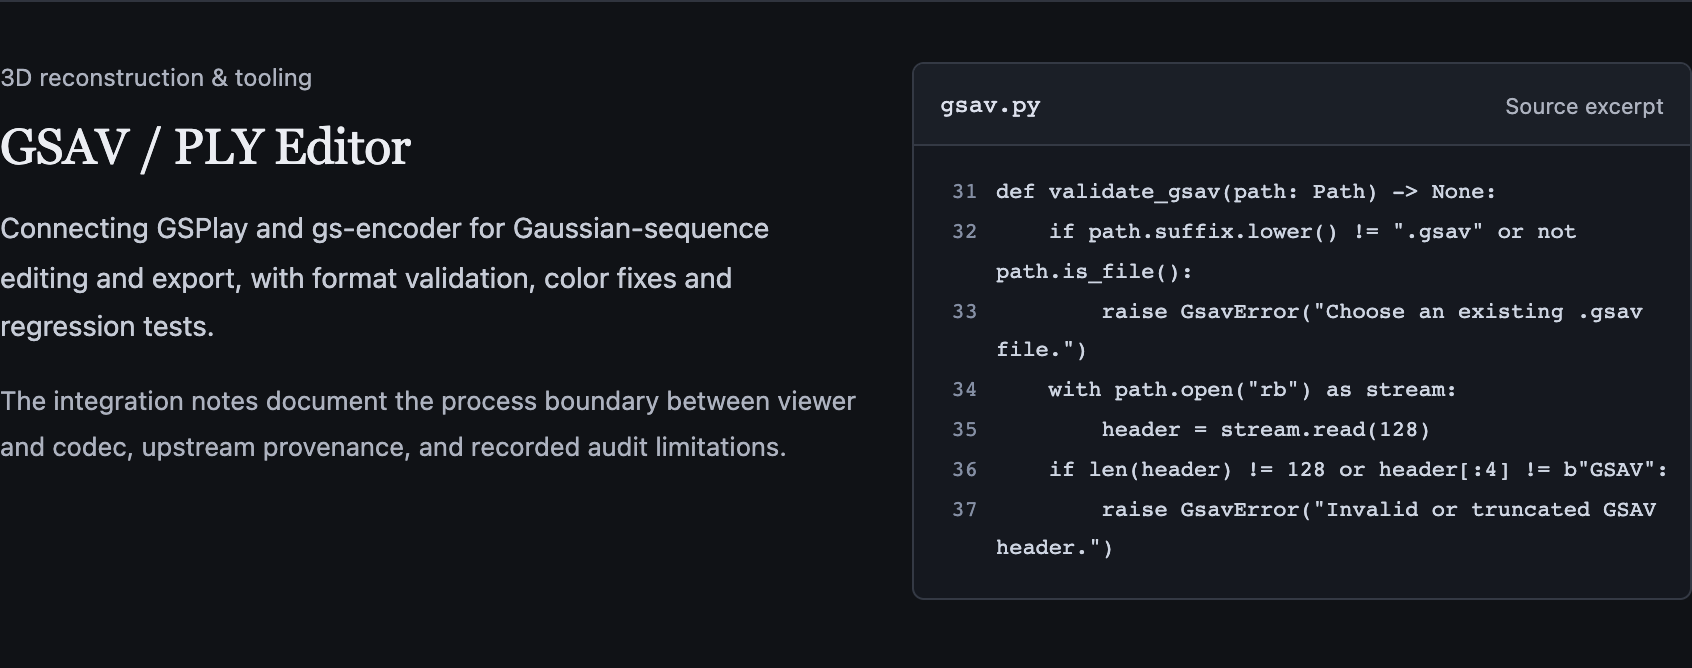 3D reconstruction & tooling
GSAV / PLY Editor
Connecting GSPlay and gs-encoder for Gaussian-sequence
editing and export, with format validation, color fixes and
regression tests.
The integration notes document the process boundary between viewer
and codec, upstream provenance, and recorded audit limitations.
gsav.py
Source excerpt
31 def validate_gsav(path: Path) -> None:
32     if path.suffix.lower() != ".gsav" or not
path.is_file():
33         raise GsavError("Choose an existing .gsav
file.")
34     with path.open("rb") as stream:
35         header = stream.read(128)
36     if len(header) != 128 or header[:4] != b"GSAV":
37         raise GsavError("Invalid or truncated GSAV
header.")